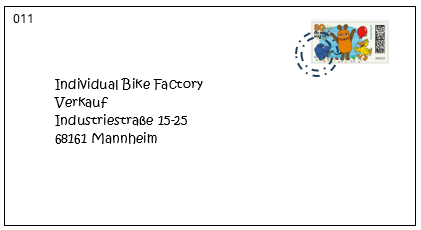 011
Individual Bike Factory
Verkauf
Industriestraße 15-25
68161 Mannheim